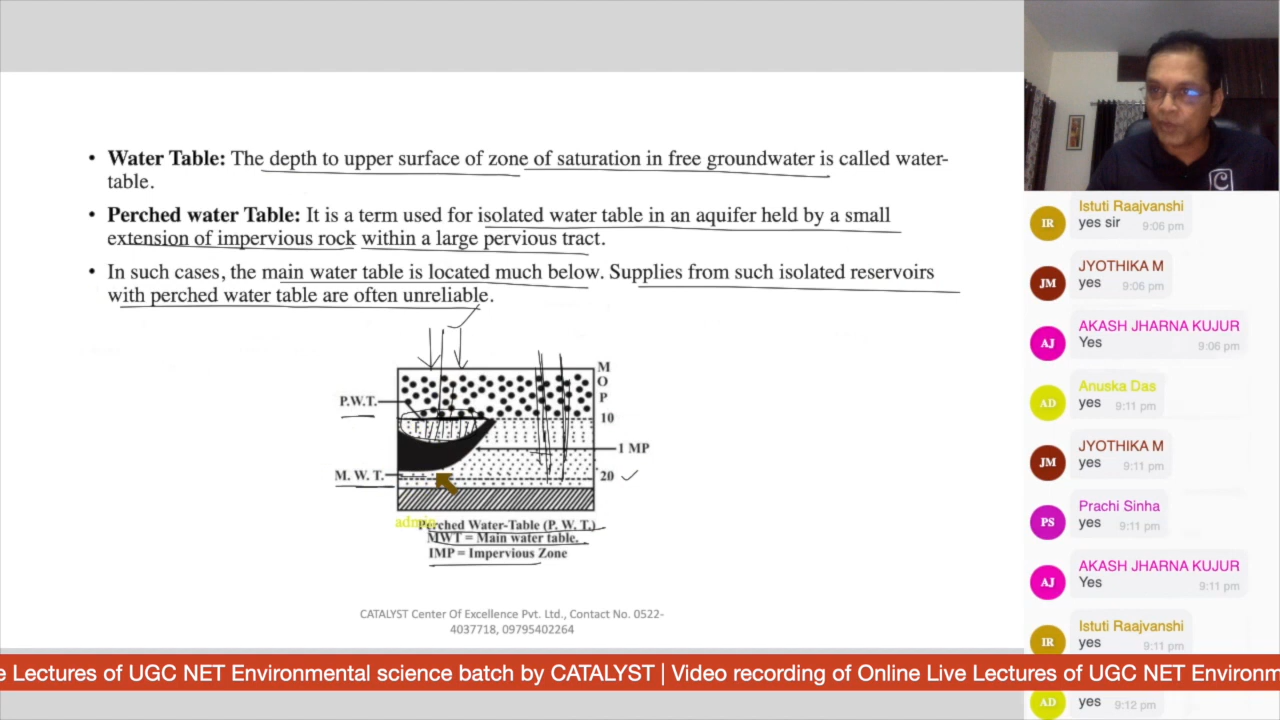 • Water Table: The depth to upper surface of zone of saturation in free groundwater is called water-
table.
• Perched water Table: It is a term used for isolated water table in an aquifer held by a small
extension of impervious rock within a large pervious tract.
• In such cases, the main water table is located much below. Supplies from such isolated reservoirs
with perched water table are often unreliable.
M
O
P
P.W.T.
10
1 MP
M. W. T.
20
admin
Perched Water-Table (P. W. T.)
MWT = Main water table.
IMP = Impervious Zone
CATALYST Center Of Excellence Pvt. Ltd., Contact No. 0522-
4037718, 09795402264
C
IR
Istuti Raajvanshi
yes sir 9:06 pm
JM
JYOTHIKA M
yes 9:06 pm
AJ
AKASH JHARNA KUJUR
Yes 9:06 pm
AD
Anuska Das
yes 9:11 pm
JM
JYOTHIKA M
yes 9:11 pm
PS
Prachi Sinha
yes 9:11 pm
AJ
AKASH JHARNA KUJUR
Yes 9:11 pm
IR
Istuti Raajvanshi
yes 9:11 pm
e Lectures of UGC NET Environmental science batch by CATALYST | Video recording of Online Live Lectures of UGC NET Environm
AD
yes 9:12 pm